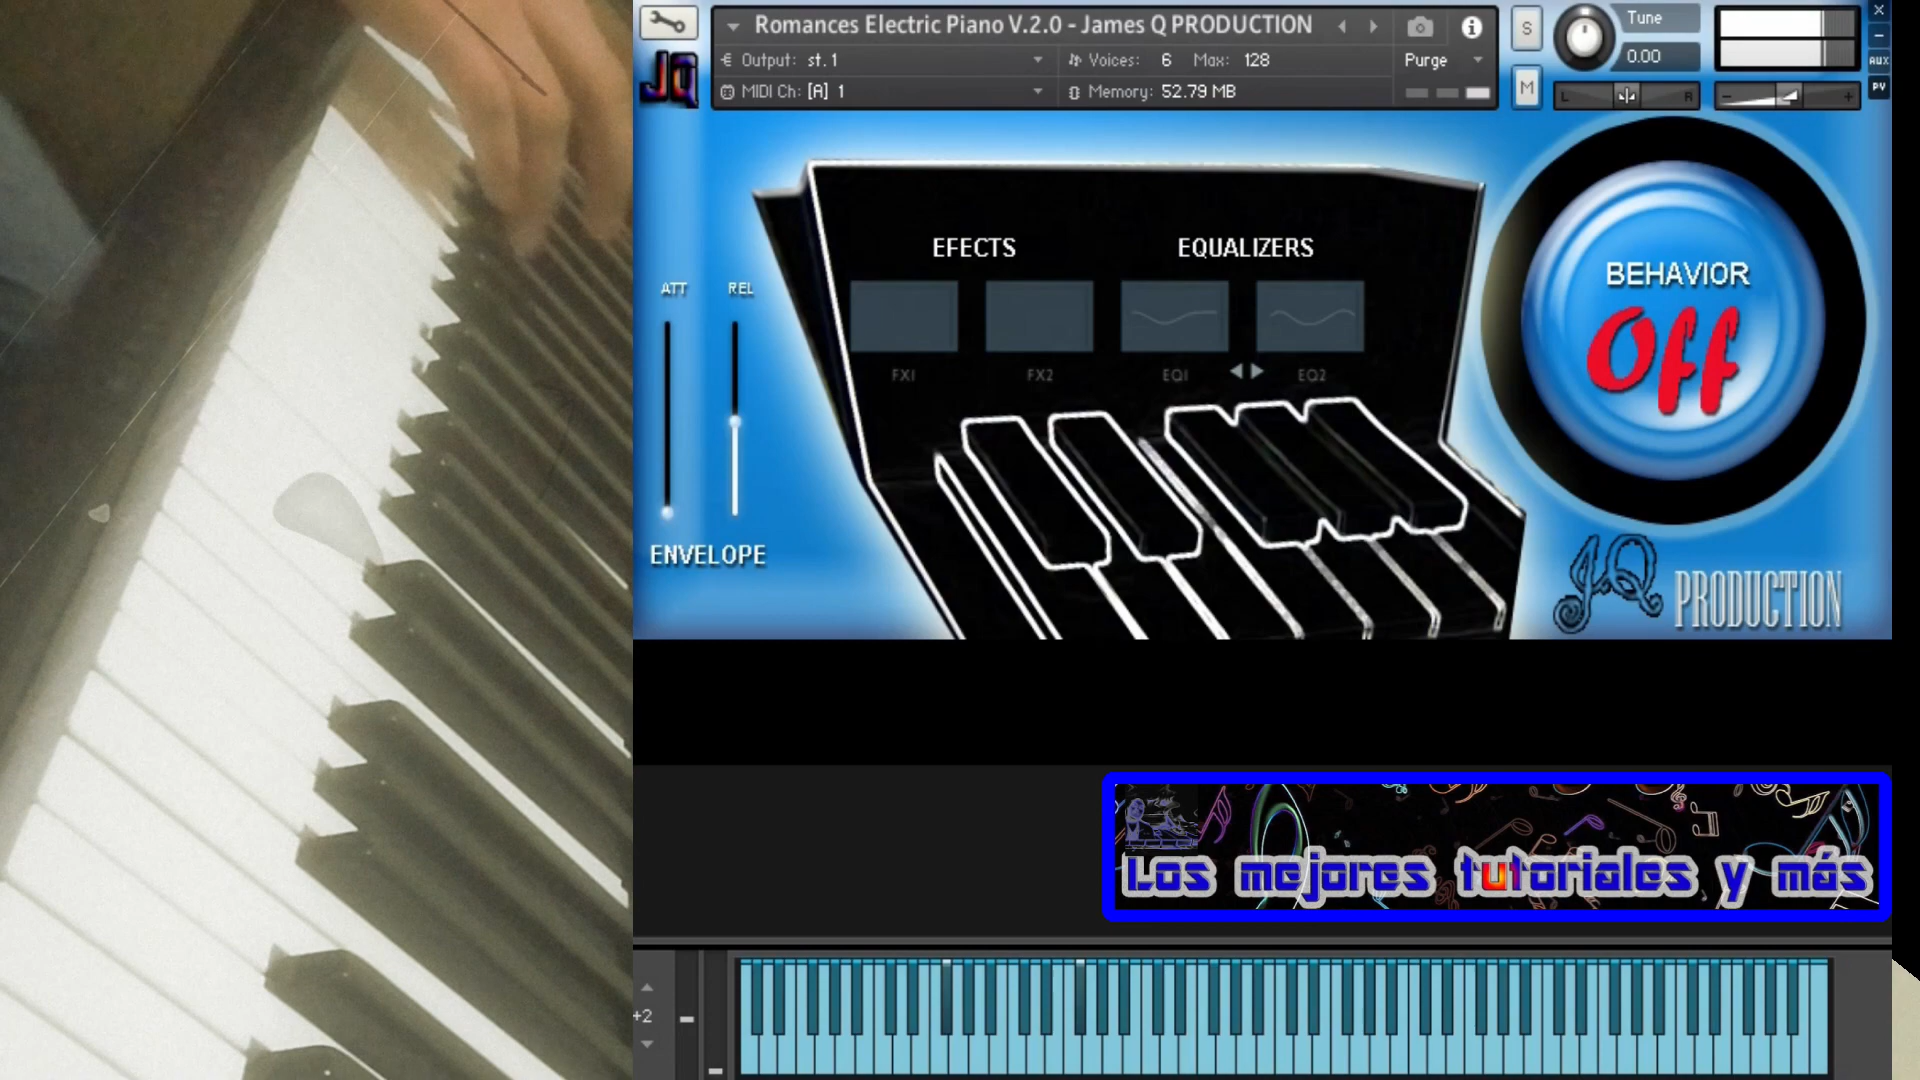 Romances Electric Piano V.2.0 - James Q PRODUCTION
Output: st. 1
Voices: 6 Max: 128
Purge
MIDI Ch: [A] 1
Memory: 52.79 MB
S
M
Tune
0.00
L R
- +
X
-
AUX
PV
JQ
EFECTS
EQUALIZERS
FX1
FX2
EQ1
EQ2
ATT
REL
ENVELOPE
BEHAVIOR
Off
JQ PRODUCTION
Los mejores tutoriales y más
+2